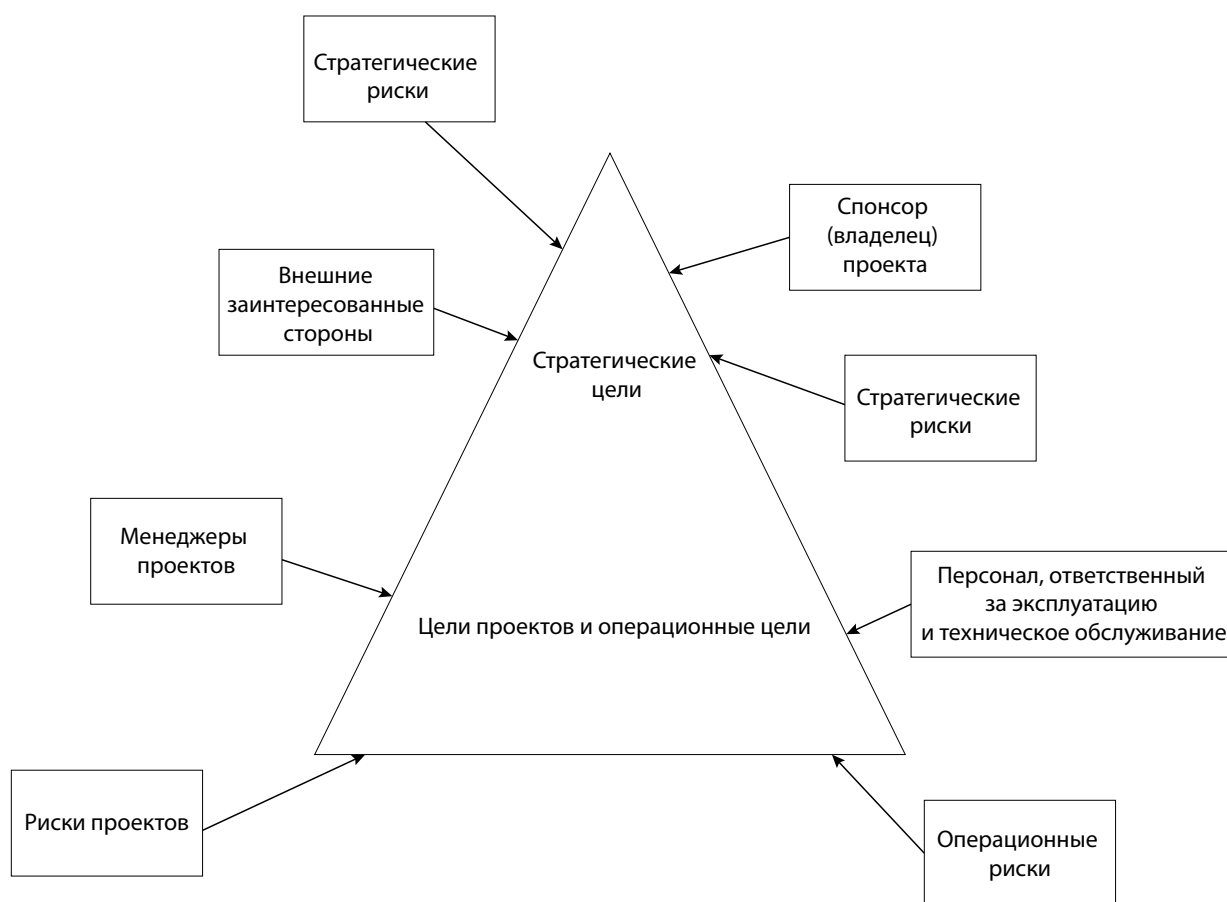 Стратегические
риски
Спонсор
(владелец)
проекта
Внешние
заинтересованные
стороны
Стратегические
цели
Стратегические
риски
Менеджеры
проектов
Персонал, ответственный
за эксплуатацию
и техническое обслуживание
Цели проектов и операционные цели
Риски проектов
Операционные
риски